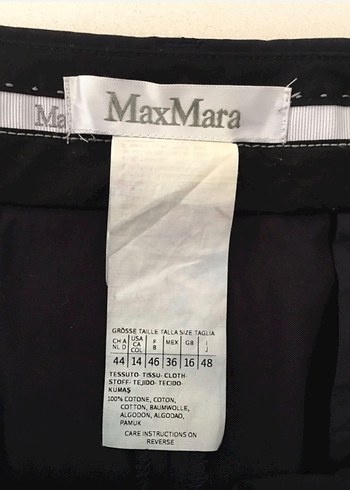 MaxMara
Ma
GRÖSSE TAILLE TALLA SIZE TAGLIA
CH A NL D | USA CA COL | F B | MEX | GB | I J
44 | 14 | 46 | 36 | 16 | 48
TESSUTO- TISSU- CLOTH-
STOFF- TEJIDO- TECIDO-
KUMAŞ
100% COTONE, COTON,
COTTON, BAUMWOLLE,
ALGODON, ALGODAO,
PAMUK
CARE INSTRUCTIONS ON
REVERSE